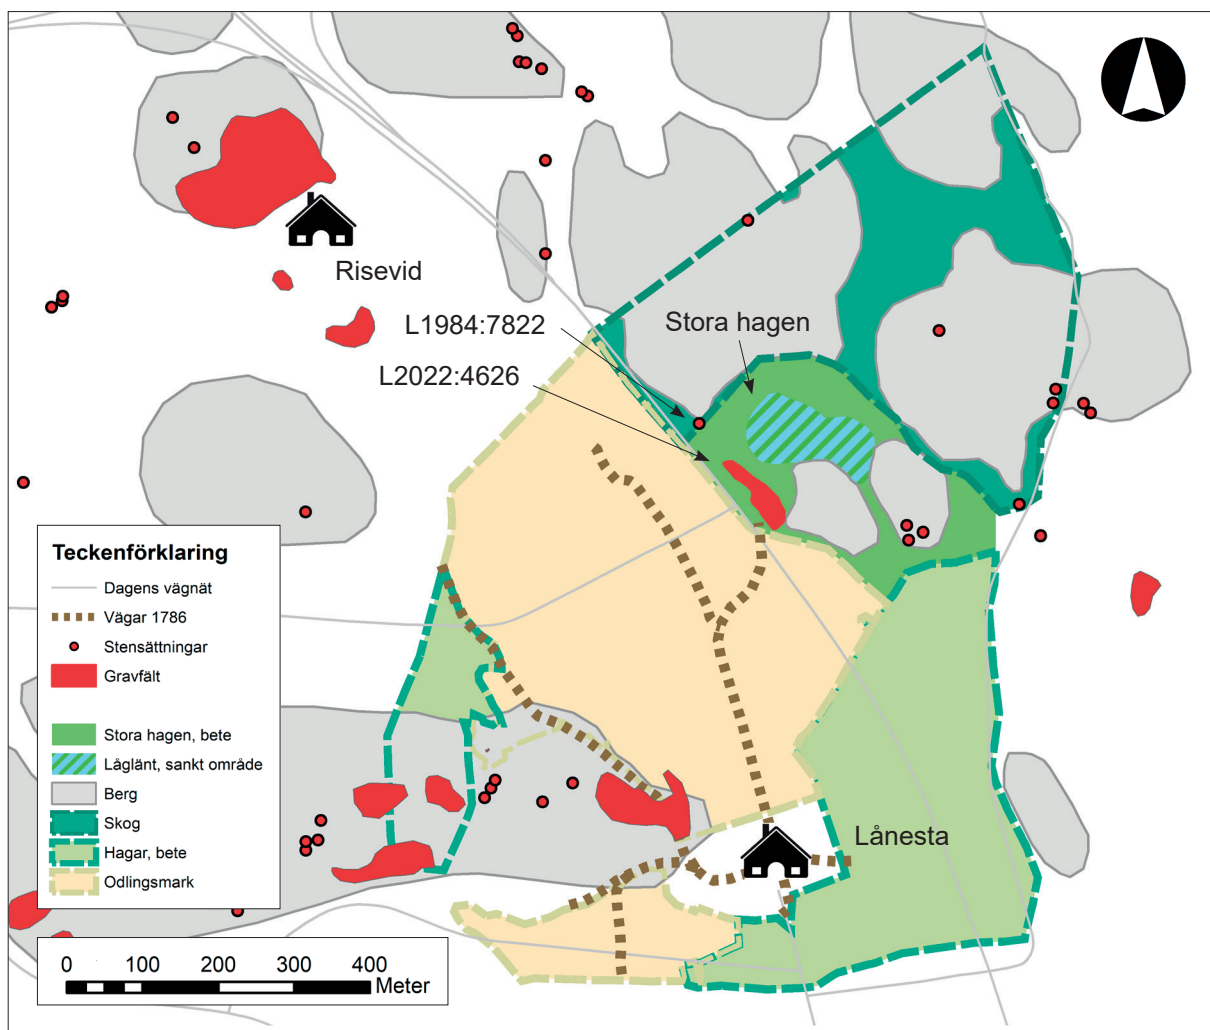 Risevid
L1984:7822
Stora hagen
L2022:4626
Teckenförklaring
Dagens vägnät
Vägar 1786
Stensättningar
Gravfält
Stora hagen, bete
Låglänt, sankt område
Berg
Skog
Hagar, bete
Odlingsmark
Lånesta
0 100 200 300 400
Meter